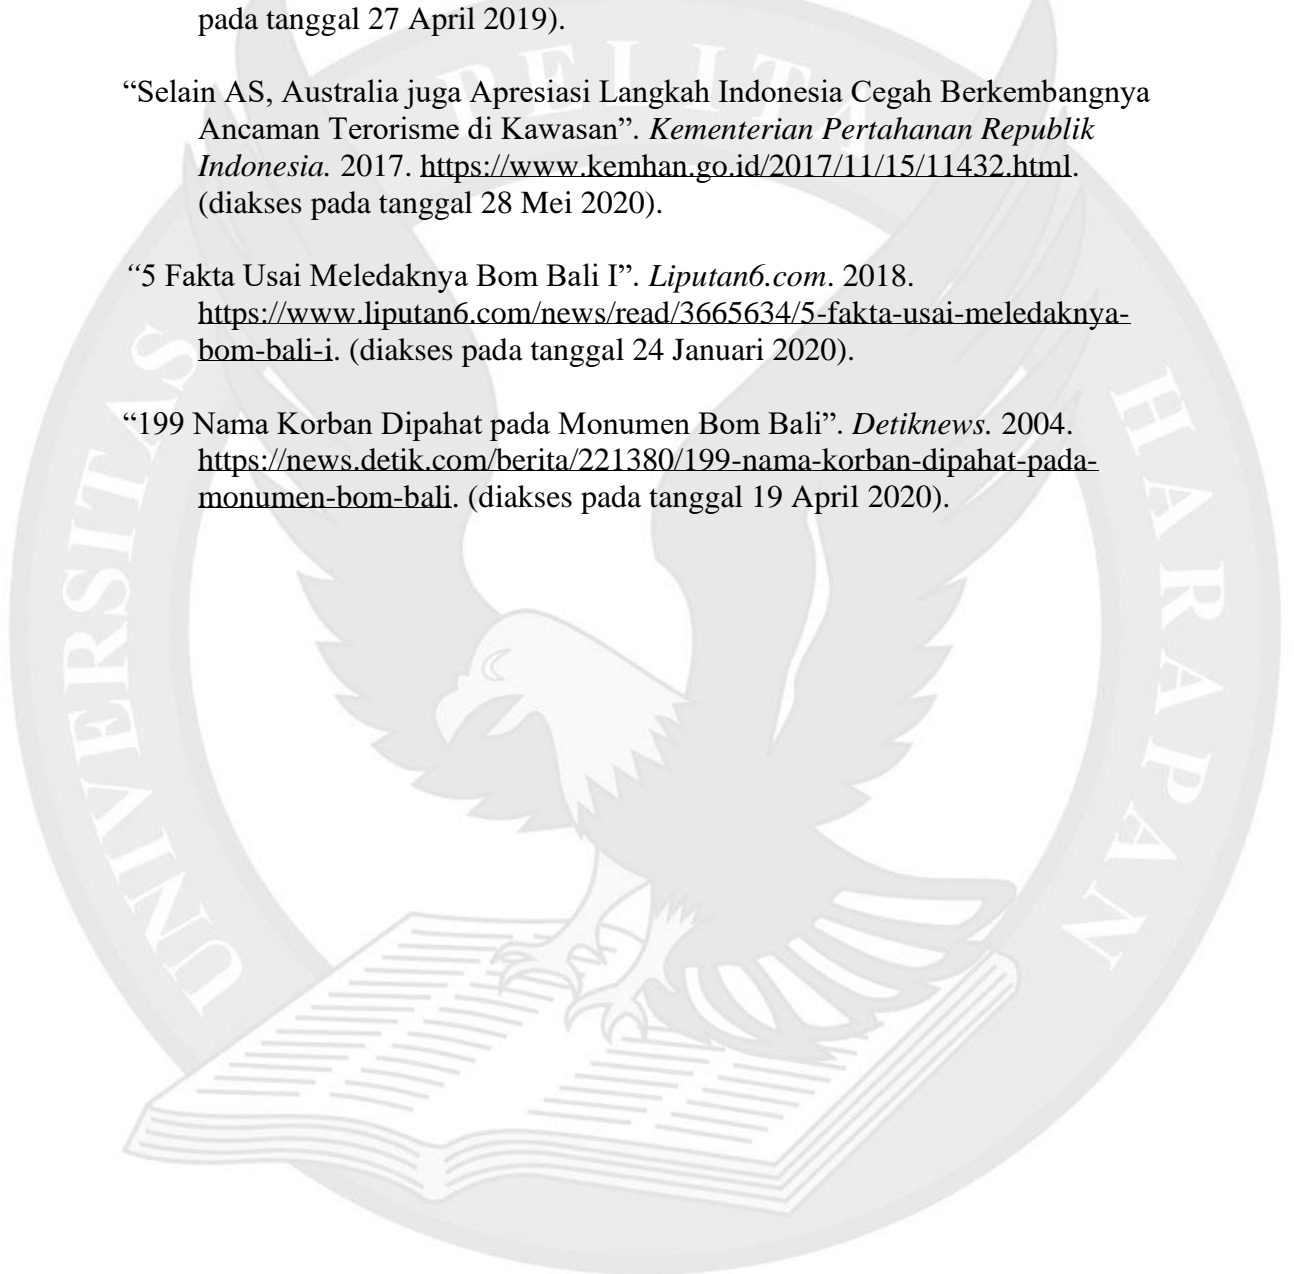 pada tanggal 27 April 2019).
“Selain AS, Australia juga Apresiasi Langkah Indonesia Cegah Berkembangnya
Ancaman Terorisme di Kawasan”. Kementerian Pertahanan Republik
Indonesia. 2017. https://www.kemhan.go.id/2017/11/15/11432.html.
(diakses pada tanggal 28 Mei 2020).
“5 Fakta Usai Meledaknya Bom Bali I”. Liputan6.com. 2018.
https://www.liputan6.com/news/read/3665634/5-fakta-usai-meledaknya-
bom-bali-i. (diakses pada tanggal 24 Januari 2020).
“199 Nama Korban Dipahat pada Monumen Bom Bali”. Detiknews. 2004.
https://news.detik.com/berita/221380/199-nama-korban-dipahat-pada-
monumen-bom-bali. (diakses pada tanggal 19 April 2020).
UNIVERSITAS PELITA HARAPAN